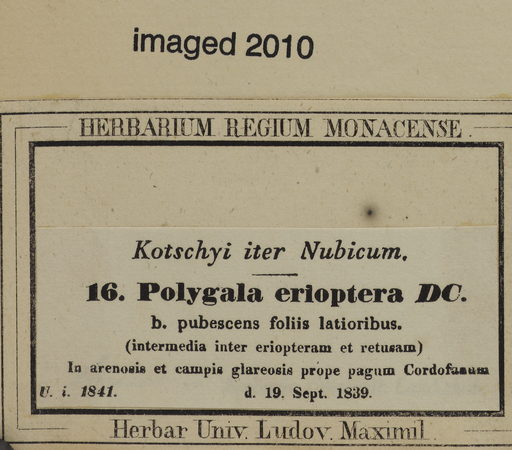 imaged 2010
HERBARIUM REGIUM MONACENSE.
Kotschyi iter Nubicum.
16. Polygala erioptera DC.
b. pubescens foliis latioribus.
(intermedia inter eriopteram et retusam)
In arenosis et campis glareosis prope pagum Cordofanum
U. i. 1841. d. 19. Sept. 1839.
Herbar Univ. Ludov. Maximil.